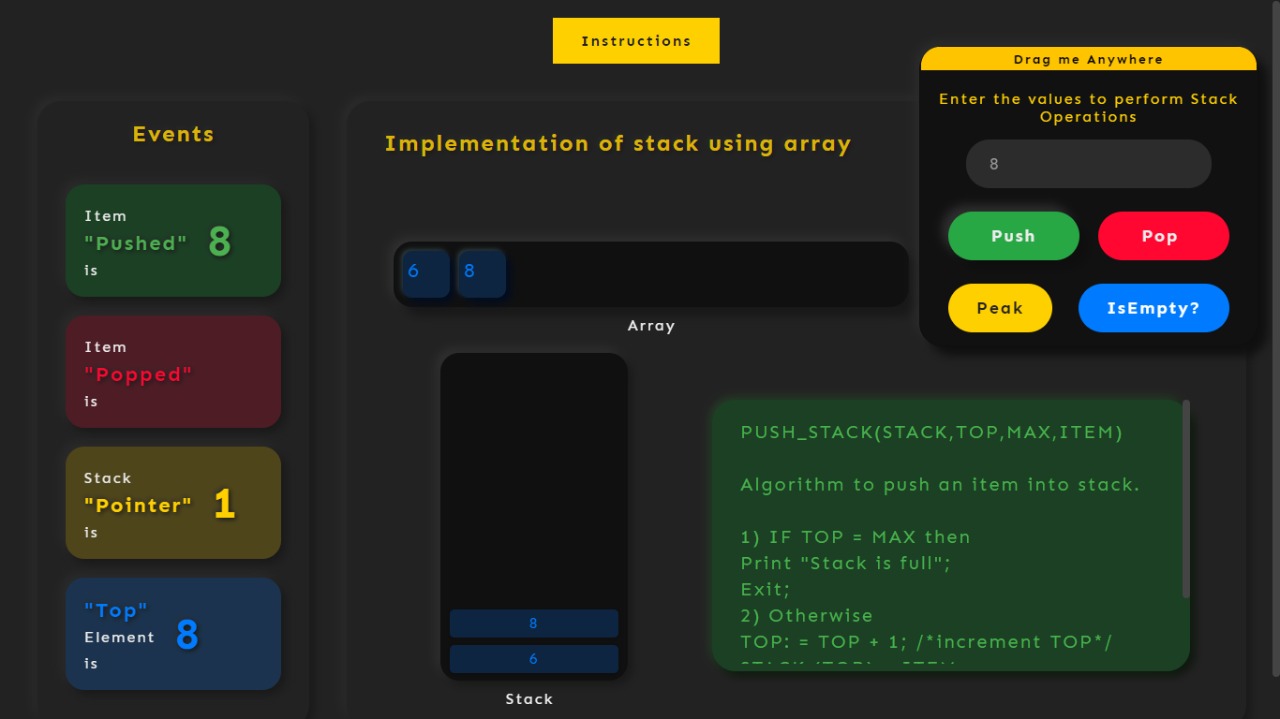 Instructions
Drag me Anywhere
Enter the values to perform Stack
Operations
8
Push
Pop
Peak
IsEmpty?
Events
Item
"Pushed" 8
is
Item
"Popped"
is
Stack
"Pointer" 1
is
"Top"
Element 8
is
Implementation of stack using array
6 8
Array
8
6
Stack
PUSH_STACK(STACK,TOP,MAX,ITEM)
Algorithm to push an item into stack.
1) IF TOP = MAX then
Print "Stack is full";
Exit;
2) Otherwise
TOP: = TOP + 1; /*increment TOP*/